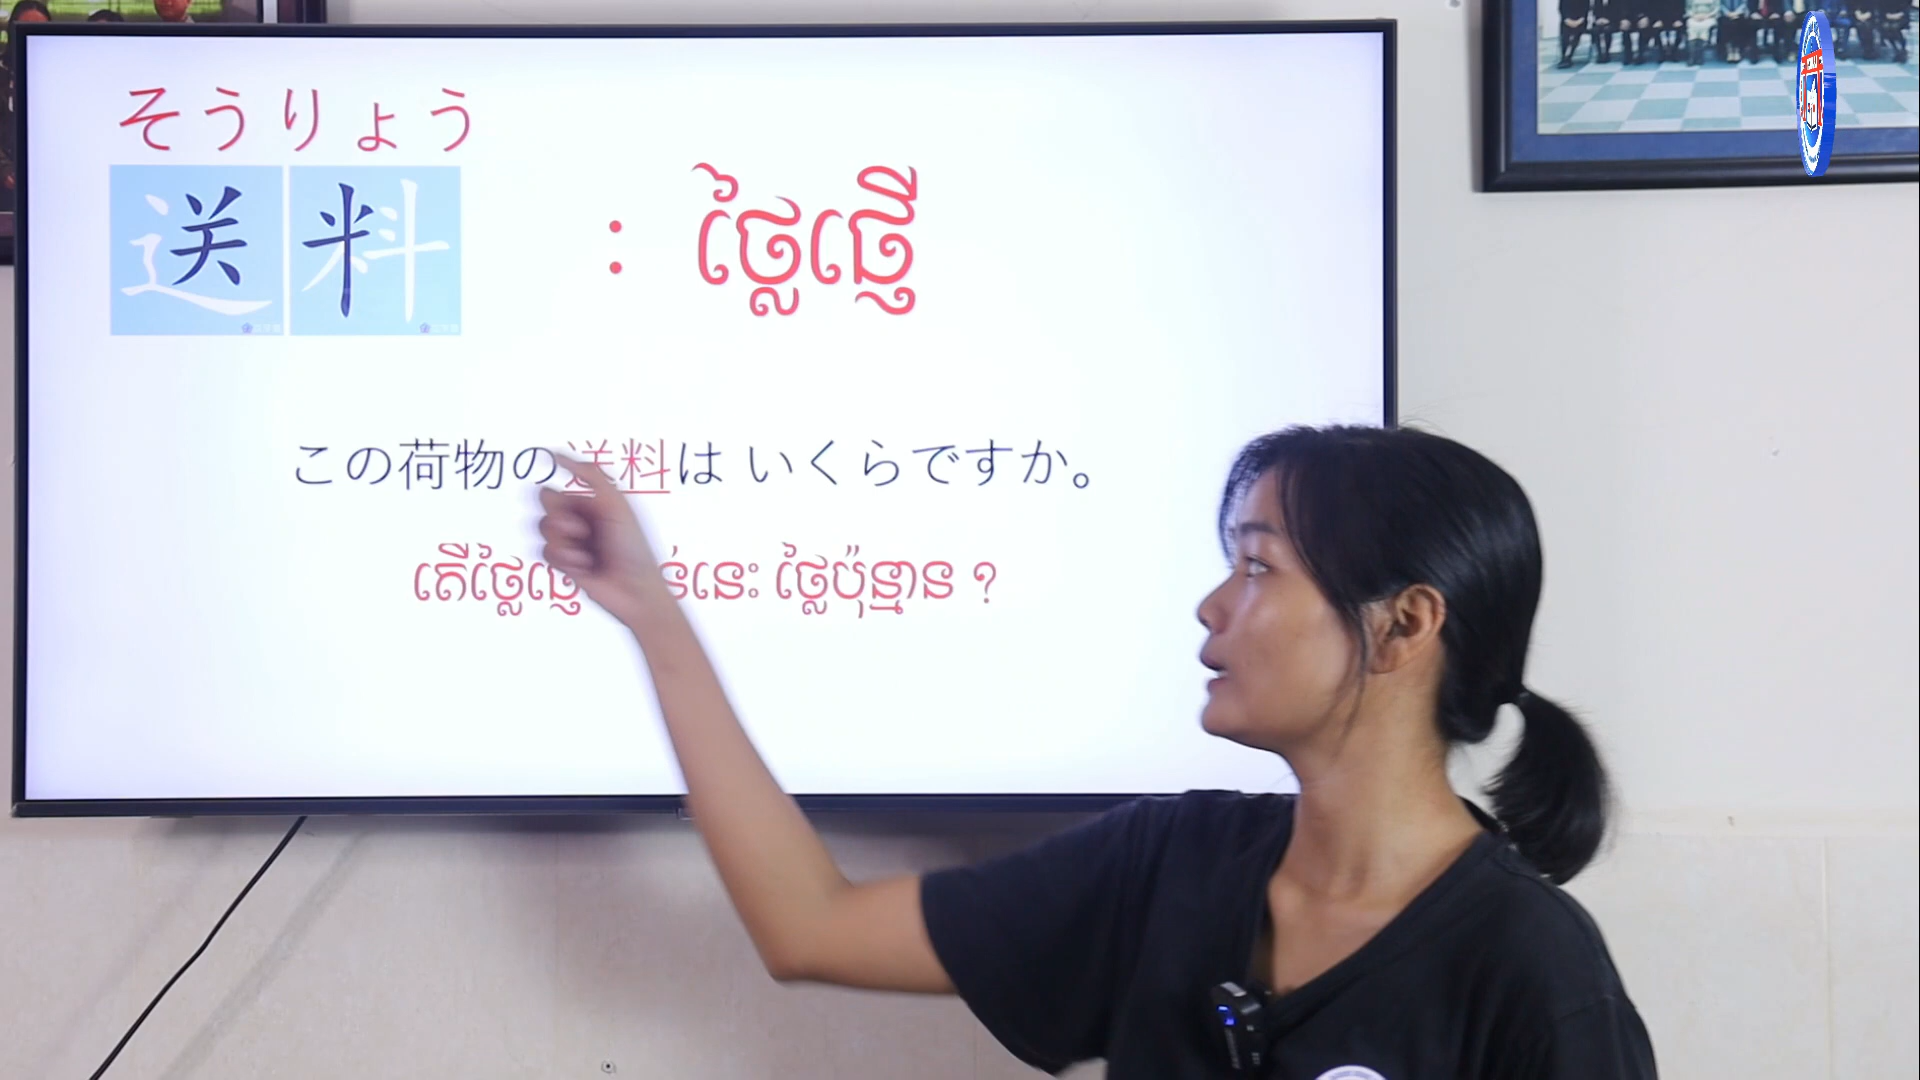 そうりょう
送料 : ថ្លៃផ្ញើ
この荷物の送料は いくらですか。
តើថ្លៃផ្ញើ នេះ ថ្លៃប៉ុន្មាន ?